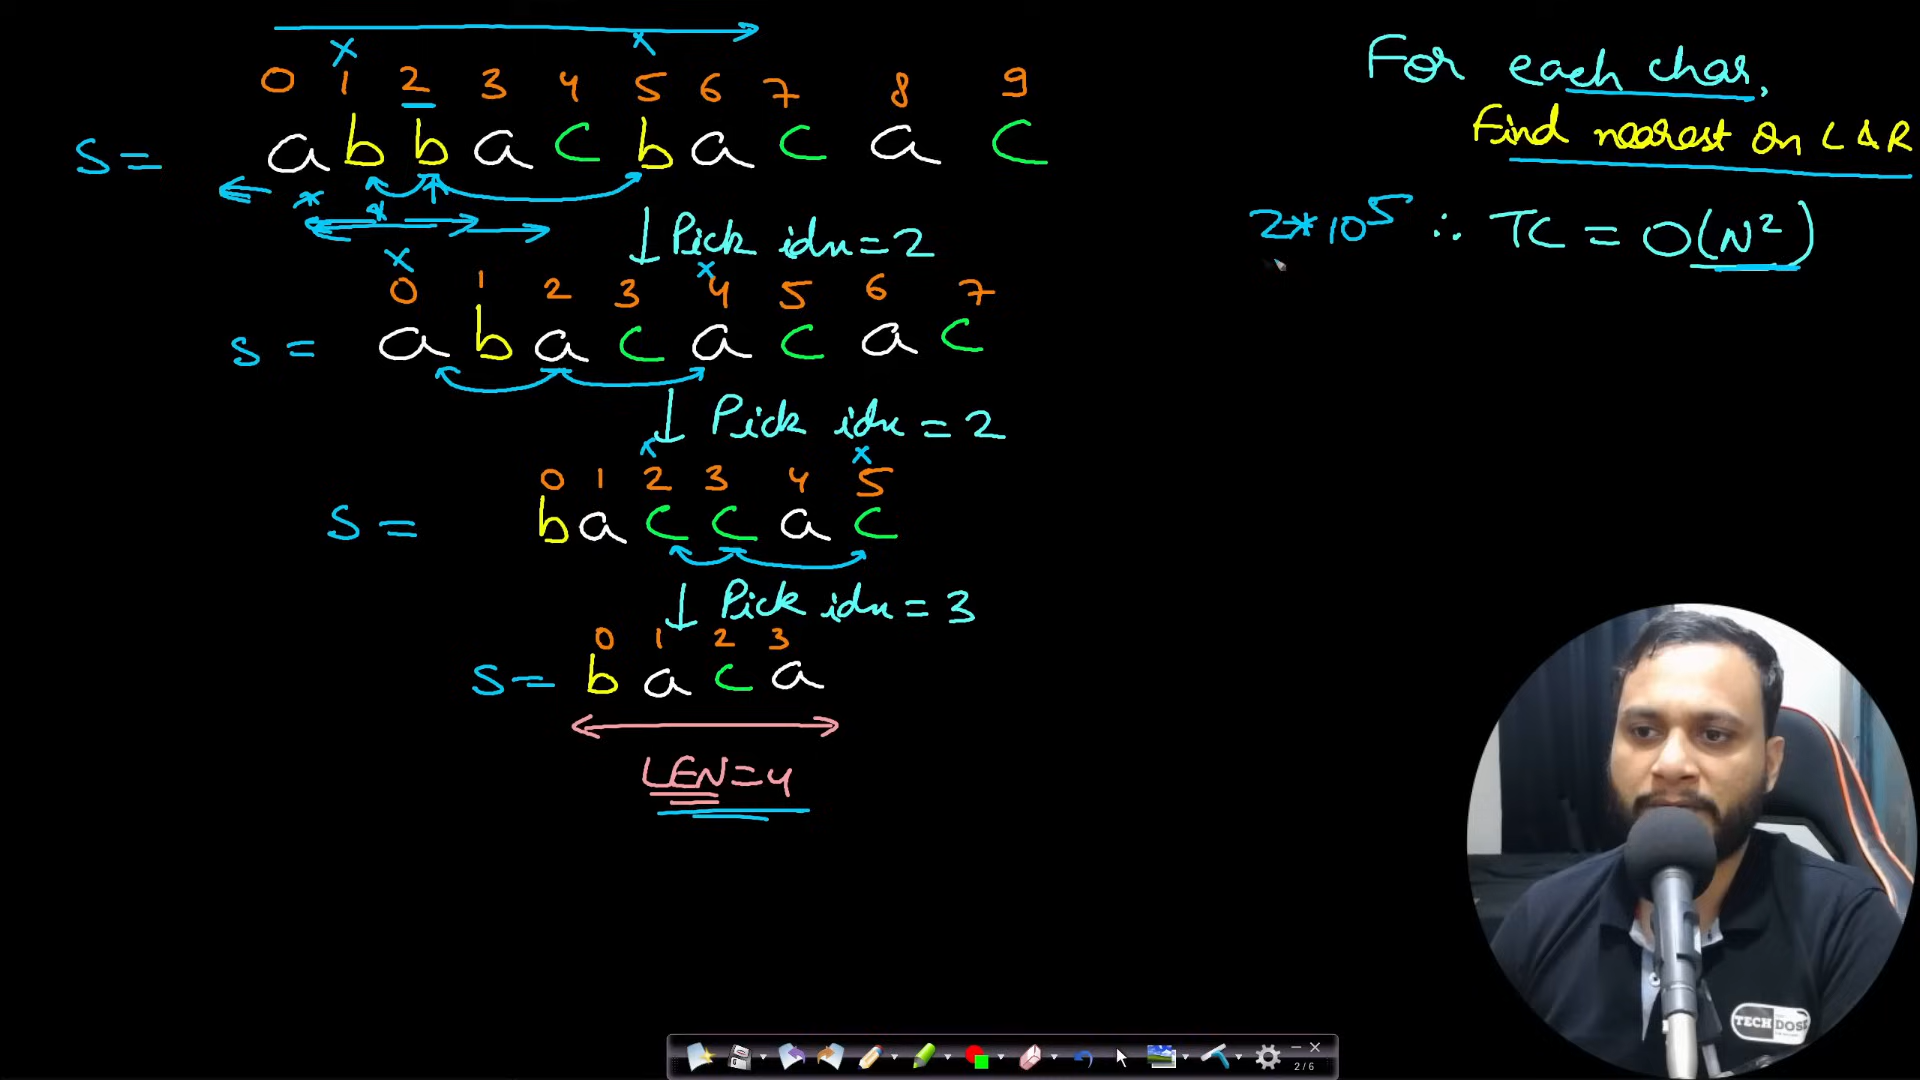 0 1 2 3 4 5 6 7 8 9
S = a b b a c b a c a c
↓ Pick idx = 2
0 1 2 3 4 5 6 7
S = a b a c a c a c
↓ Pick idx = 2
0 1 2 3 4 5
S = b a c c a c
↓ Pick idx = 3
0 1 2 3
S = b a c a
LEN = 4
For each char,
Find nearest on L & R
2*10^5 ∴ TC = O(N²)
TECH DOSE
2/6